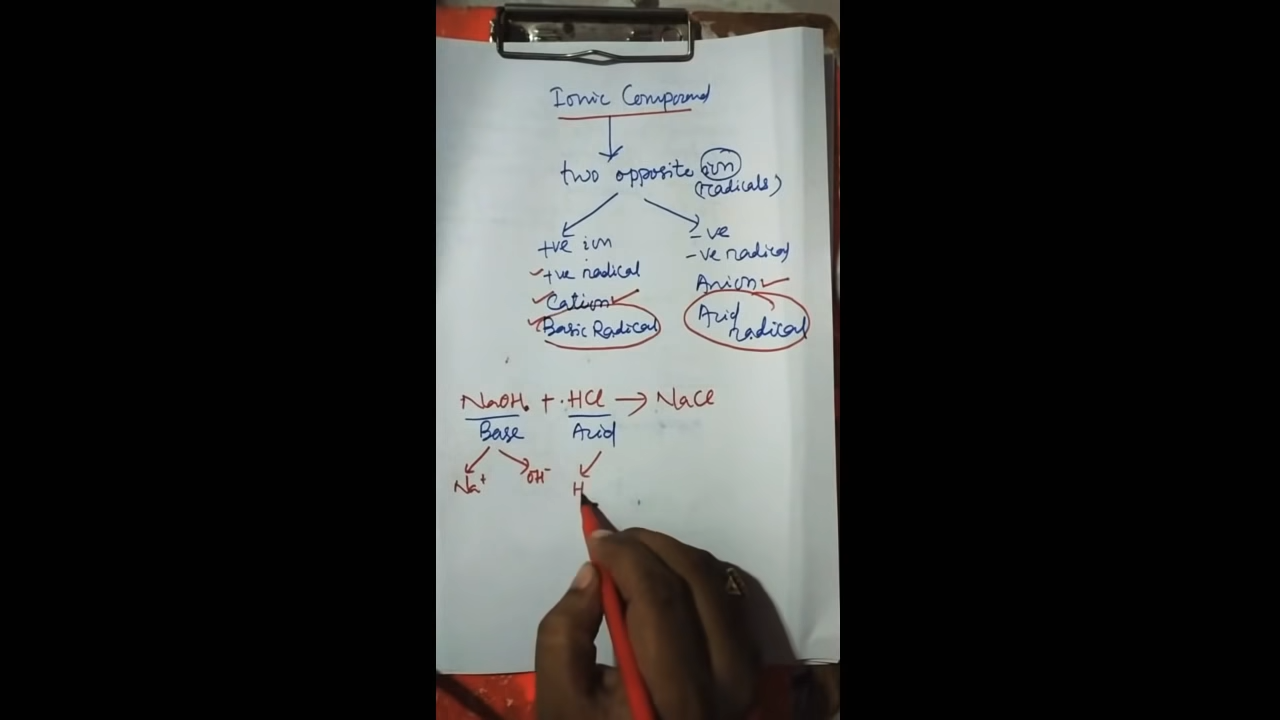 Ionic Compound
two opposite ion
(radicals)
+ve ion
+ve radical
Cation
Basic Radical
-ve
-ve radical
Anion
Acid
radical
NaOH + HCl → NaCl
Base
Acid
Na+
OH-
H